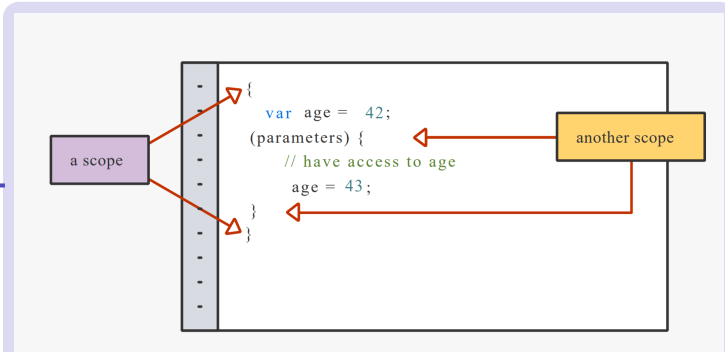 {
var age = 42;
(parameters) {
// have access to age
age = 43;
}
}
a scope
another scope